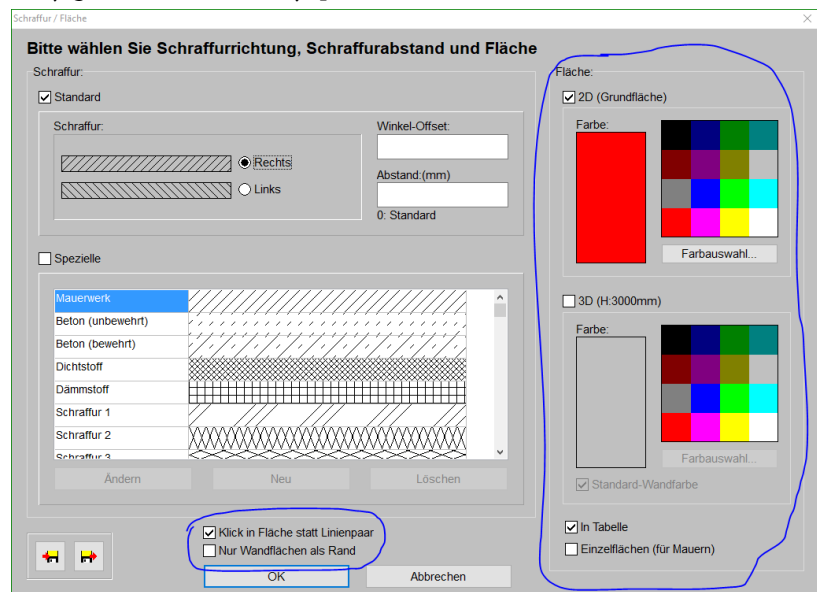 Schraffur / Fläche
Bitte wählen Sie Schraffurrichtung, Schraffurabstand und Fläche
Schraffur:
Standard
Schraffur:
Rechts
Links
Winkel-Offset:
Abstand:(mm)
0: Standard
Spezielle
Mauerwerk
Beton (unbewehrt)
Beton (bewehrt)
Dichtstoff
Dämmstoff
Schraffur 1
Schraffur 2
Schraffur 3
Ändern
Neu
Löschen
Klick in Fläche statt Linienpaar
Nur Wandflächen als Rand
OK
Abbrechen
Fläche:
2D (Grundfläche)
Farbe:
Farbauswahl...
3D (H:3000mm)
Farbe:
Farbauswahl...
Standard-Wandfarbe
In Tabelle
Einzelflächen (für Mauern)